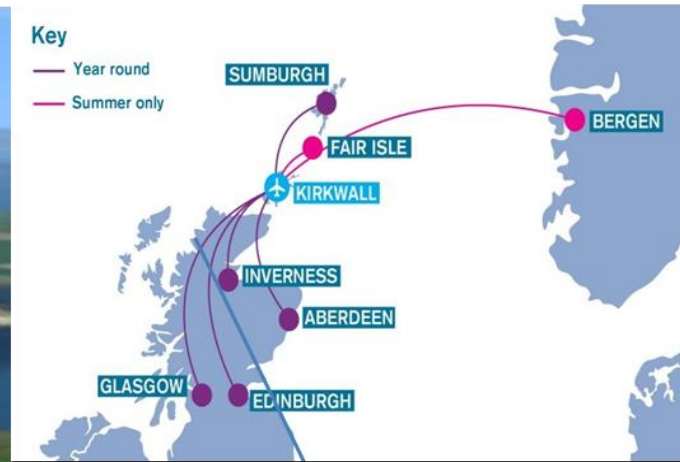 Key
Year round
Summer only
SUMBURGH
BERGEN
FAIR ISLE
KIRKWALL
INVERNESS
ABERDEEN
GLASGOW
EDINBURGH